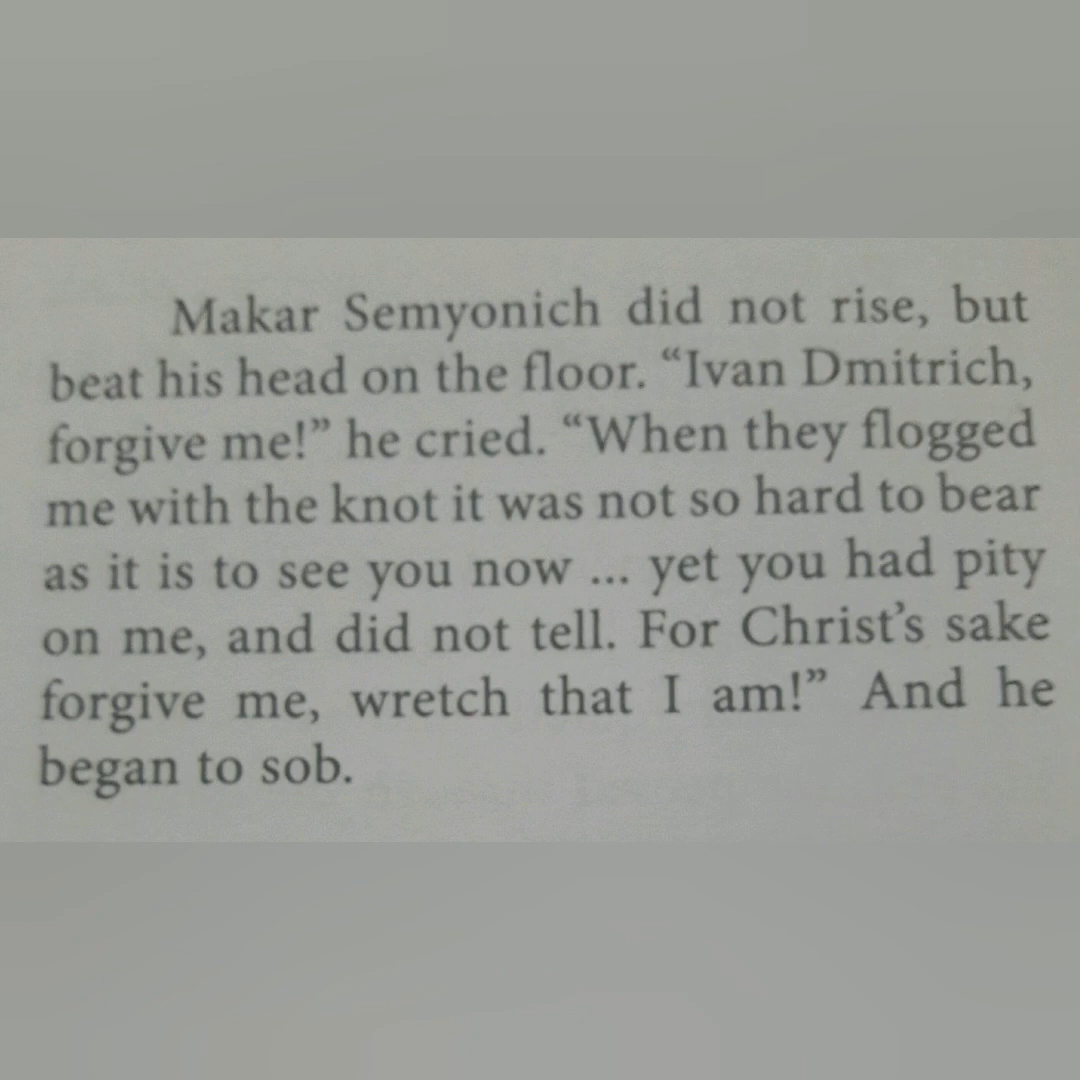 Makar Semyonich did not rise, but
beat his head on the floor. “Ivan Dmitrich,
forgive me!” he cried. “When they flogged
me with the knot it was not so hard to bear
as it is to see you now ... yet you had pity
on me, and did not tell. For Christ’s sake
forgive me, wretch that I am!” And he
began to sob.